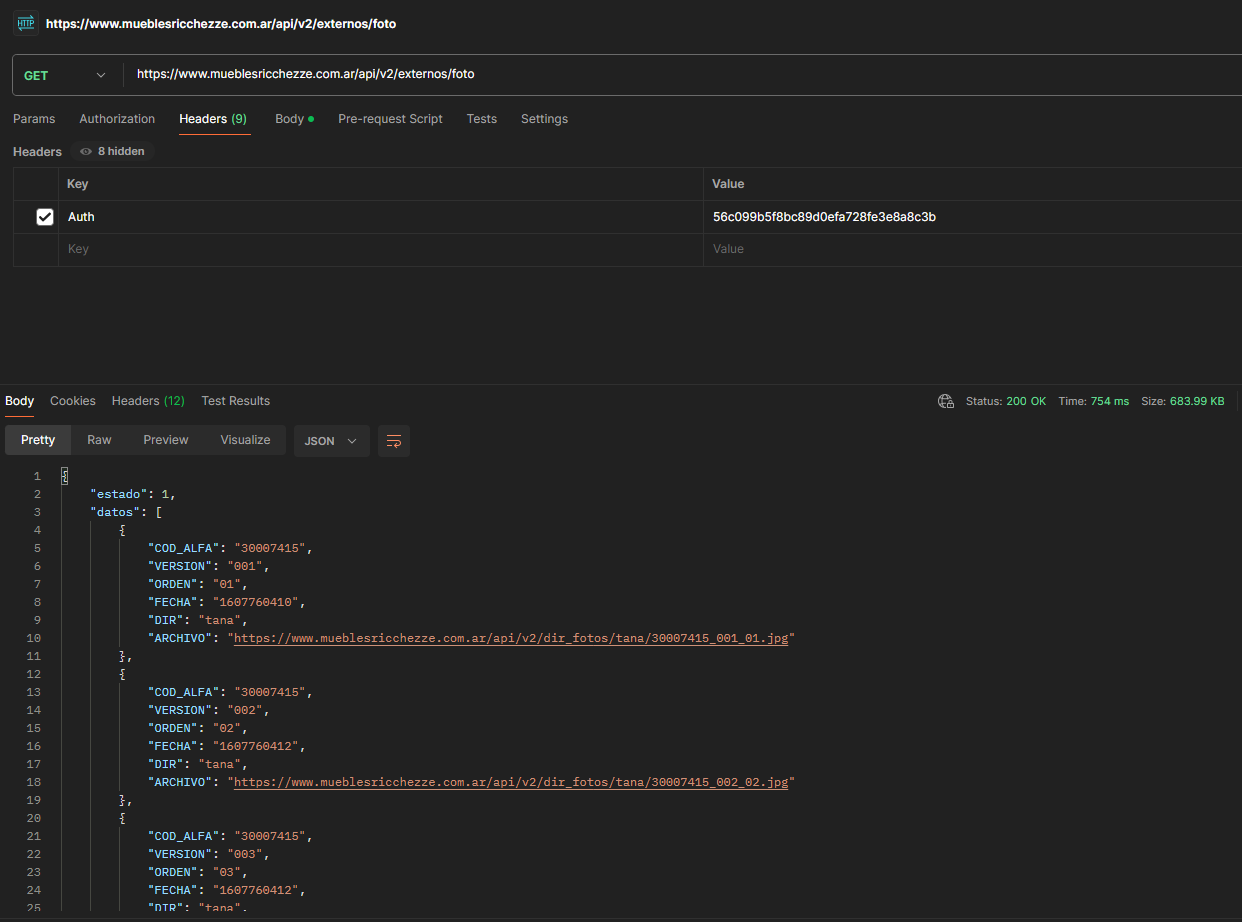 HTTP https://www.mueblesricchezze.com.ar/api/v2/externos/foto
GET https://www.mueblesricchezze.com.ar/api/v2/externos/foto
Params Authorization Headers (9) Body Pre-request Script Tests Settings
Headers 8 hidden
Key Value
Auth 56c099b5f8bc89d0efa728fe3e8a8c3b
Key Value
Body Cookies Headers (12) Test Results Status: 200 OK Time: 754 ms Size: 683.99 KB
Pretty Raw Preview Visualize JSON
1 {
2 "estado": 1,
3 "datos": [
4 {
5 "COD_ALFA": "30007415",
6 "VERSION": "001",
7 "ORDEN": "01",
8 "FECHA": "1607760410",
9 "DIR": "tana",
10 "ARCHIVO": "https://www.mueblesricchezze.com.ar/api/v2/dir_fotos/tana/30007415_001_01.jpg"
11 },
12 {
13 "COD_ALFA": "30007415",
14 "VERSION": "002",
15 "ORDEN": "02",
16 "FECHA": "1607760412",
17 "DIR": "tana",
18 "ARCHIVO": "https://www.mueblesricchezze.com.ar/api/v2/dir_fotos/tana/30007415_002_02.jpg"
19 },
20 {
21 "COD_ALFA": "30007415",
22 "VERSION": "003",
23 "ORDEN": "03",
24 "FECHA": "1607760412",
25 "DIR": "tana",